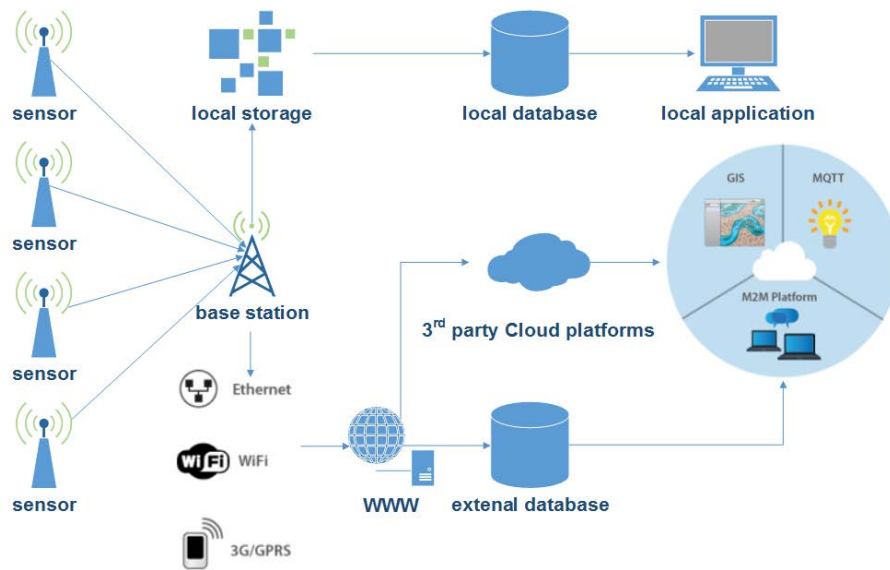 sensor
local storage
local database
local application
sensor
GIS
MQTT
base station
3rd party Cloud platforms
M2M Platform
sensor
Ethernet
WiFi
WiFi
WWW
extenal database
sensor
3G/GPRS